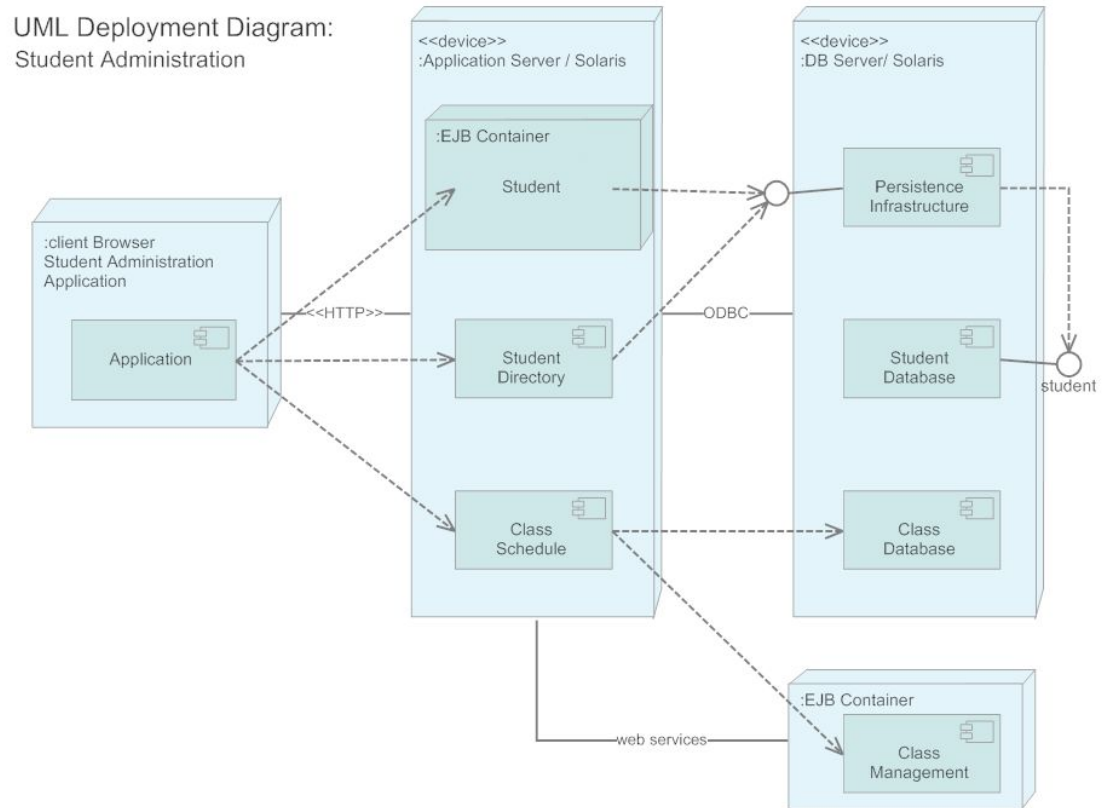 UML Deployment Diagram:
Student Administration
<<device>>
:Application Server / Solaris
<<device>>
:DB Server/ Solaris
:EJB Container
Student
Persistence
Infrastructure
:client Browser
Student Administration
Application
<<HTTP>>
ODBC
Application
Student
Directory
Student
Database
student
Class
Schedule
Class
Database
:EJB Container
web services
Class
Management